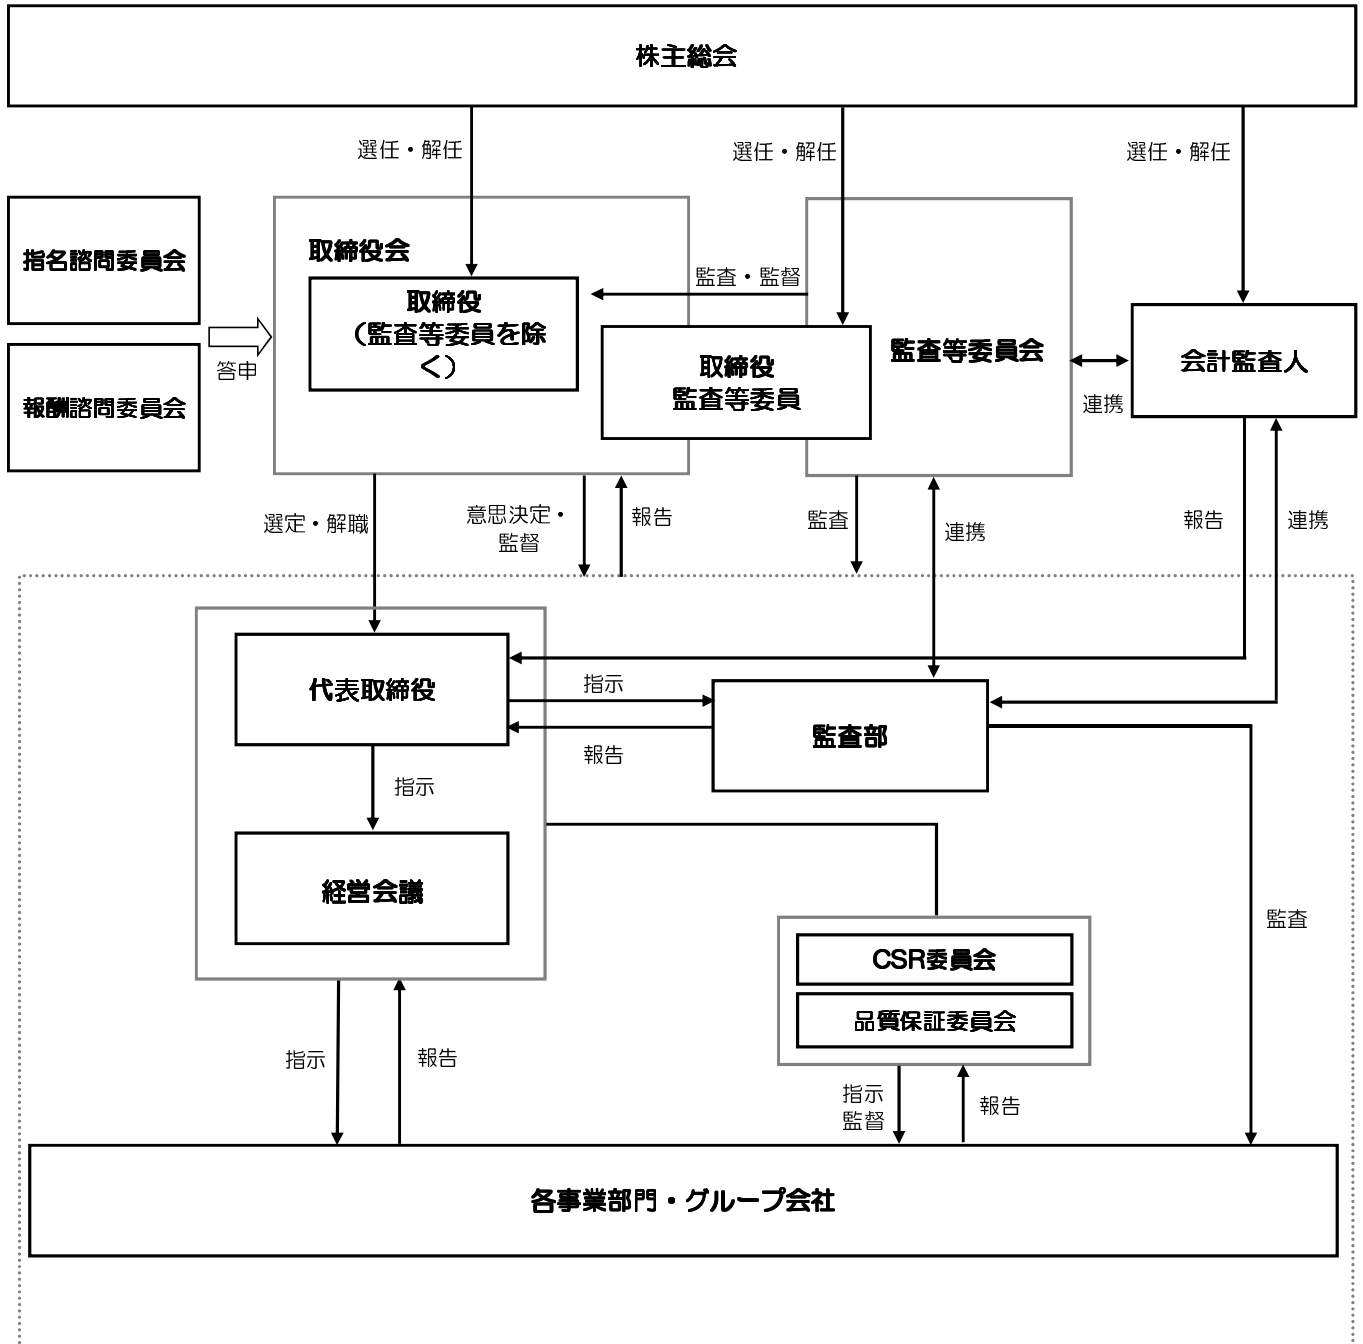 株主総会
選任・解任
選任・解任
選任・解任
指名諮問委員会
報酬諮問委員会
答申
取締役会
取締役
（監査等委員を除
く）
監査・監督
取締役
監査等委員
監査等委員会
連携
会計監査人
選定・解職
意思決定・
監督
報告
監査
連携
報告
連携
代表取締役
指示
報告
監査部
指示
経営会議
監査
CSR委員会
品質保証委員会
指示
報告
指示
監督
報告
各事業部門・グループ会社